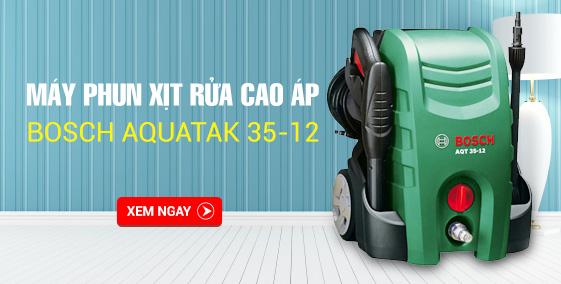 MÁY PHUN XỊT RỬA CAO ÁP
BOSCH AQUATAK 35-12
XEM NGAY
BOSCH
AQT 35-12